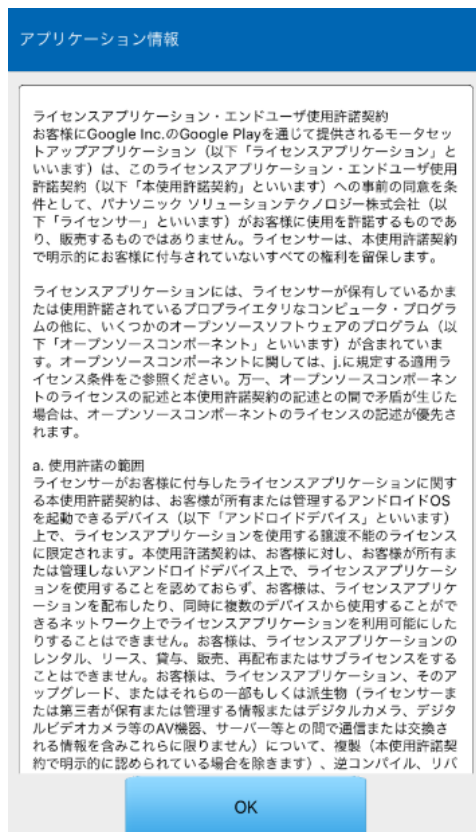 アプリケーション情報
ライセンスアプリケーション・エンドユーザ使用許諾契約
お客様にGoogle Inc.のGoogle Playを通じて提供されるモータセッ
トアップアプリケーション（以下「ライセンスアプリケーション」と
いいます）は、このライセンスアプリケーション・エンドユーザ使用
許諾契約（以下「本使用許諾契約」といいます）への事前の同意を条
件として、パナソニック ソリューションテクノロジー株式会社（以
下「ライセンサー」といいます）がお客様に使用を許諾するものであ
り、販売するものではありません。ライセンサーは、本使用許諾契約
で明示的にお客様に付与されていないすべての権利を留保します。
ライセンスアプリケーションには、ライセンサーが保有しているかま
たは使用許諾されているプロプライエタリなコンピュータ・プログラ
ムの他に、いくつかのオープンソースソフトウェアのプログラム（以
下「オープンソースコンポーネント」といいます）が含まれていま
す。オープンソースコンポーネントに関しては、j.に規定する適用ラ
イセンス条件をご参照ください。万一、オープンソースコンポーネン
トのライセンスの記述と本使用許諾契約の記述との間で矛盾が生じた
場合は、オープンソースコンポーネントのライセンスの記述が優先さ
れます。
a. 使用許諾の範囲
ライセンサーがお客様に付与したライセンスアプリケーションに関す
る本使用許諾契約は、お客様が所有または管理するアンドロイドOS
を起動できるデバイス（以下「アンドロイドデバイス」といいます）
上で、ライセンスアプリケーションを使用する譲渡不能のライセンス
に限定されます。本使用許諾契約は、お客様に対し、お客様が所有ま
たは管理しないアンドロイドデバイス上で、ライセンスアプリケーシ
ョンを使用することを認めておらず、お客様は、ライセンスアプリケ
ーションを配布したり、同時に複数のデバイスから使用することがで
きるネットワーク上でライセンスアプリケーションを利用可能にした
りすることはできません。お客様は、ライセンスアプリケーションの
レンタル、リース、貸与、販売、再配布またはサブライセンスをする
ことはできません。お客様は、ライセンスアプリケーション、そのア
ップグレード、またはそれらの一部もしくは派生物（ライセンサーま
たは第三者が保有または管理する情報またはデジタルカメラ、デジタ
ルビデオカメラ等のAV機器、サーバー等との間で通信または交換さ
れる情報を含みこれらに限りません）について、複製（本使用許諾契
約で明示的に認められている場合を除きます）、逆コンパイル、リバ
OK